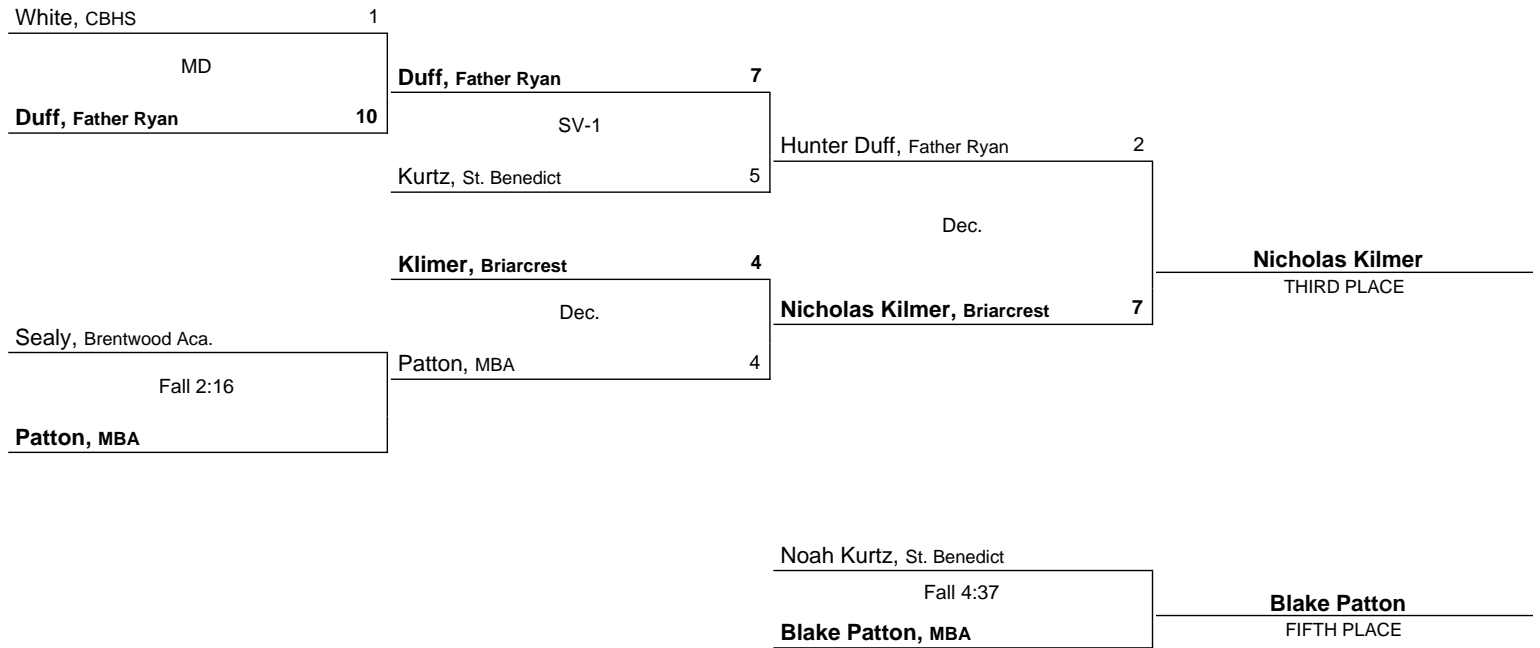 White, CBHS 1
MD
Duff, Father Ryan 10
Duff, Father Ryan 7
SV-1
Kurtz, St. Benedict 5
Hunter Duff, Father Ryan 2
Dec.
Nicholas Kilmer, Briarcrest 7
Klimer, Briarcrest 4
Dec.
Patton, MBA 4
Sealy, Brentwood Aca.
Fall 2:16
Patton, MBA
Nicholas Kilmer
THIRD PLACE
Noah Kurtz, St. Benedict
Fall 4:37
Blake Patton, MBA
Blake Patton
FIFTH PLACE